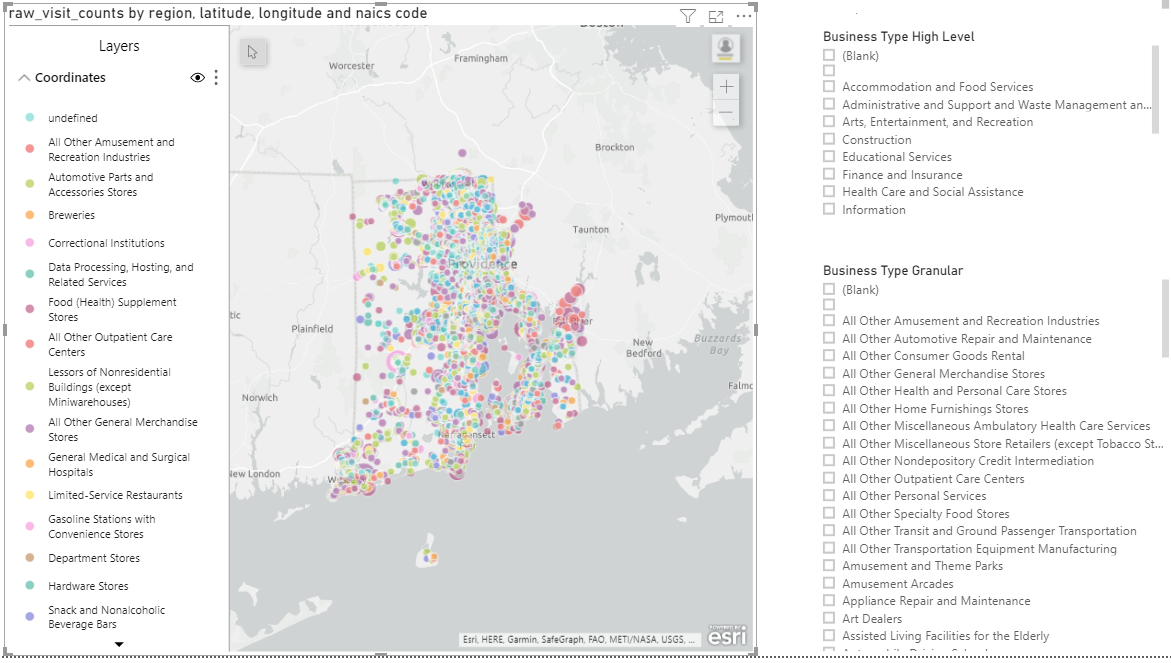 raw_visit_counts by region, latitude, longitude and naics code
Layers
Coordinates
undefined
All Other Amusement and
Recreation Industries
Automotive Parts and
Accessories Stores
Breweries
Correctional Institutions
Data Processing, Hosting, and
Related Services
Food (Health) Supplement
Stores
All Other Outpatient Care
Centers
Lessors of Nonresidential
Buildings (except
Miniwarehouses)
All Other General Merchandise
Stores
General Medical and Surgical
Hospitals
Limited-Service Restaurants
Gasoline Stations with
Convenience Stores
Department Stores
Hardware Stores
Snack and Nonalcoholic
Beverage Bars
Boston
Framingham
Worcester
Brockton
Plymouth
Taunton
Providence
Plainfield
New
Bedford
Buzzards
Bay
Falmo
Norwich
New London
Esri, HERE, Garmin, SafeGraph, FAO, METI/NASA, USGS, ...
POWERED BY
esri
Business Type High Level
(Blank)
Accommodation and Food Services
Administrative and Support and Waste Management an...
Arts, Entertainment, and Recreation
Construction
Educational Services
Finance and Insurance
Health Care and Social Assistance
Information
Business Type Granular
(Blank)
All Other Amusement and Recreation Industries
All Other Automotive Repair and Maintenance
All Other Consumer Goods Rental
All Other General Merchandise Stores
All Other Health and Personal Care Stores
All Other Home Furnishings Stores
All Other Miscellaneous Ambulatory Health Care Services
All Other Miscellaneous Store Retailers (except Tobacco St...
All Other Nondepository Credit Intermediation
All Other Outpatient Care Centers
All Other Personal Services
All Other Specialty Food Stores
All Other Transit and Ground Passenger Transportation
All Other Transportation Equipment Manufacturing
Amusement and Theme Parks
Amusement Arcades
Appliance Repair and Maintenance
Art Dealers
Assisted Living Facilities for the Elderly